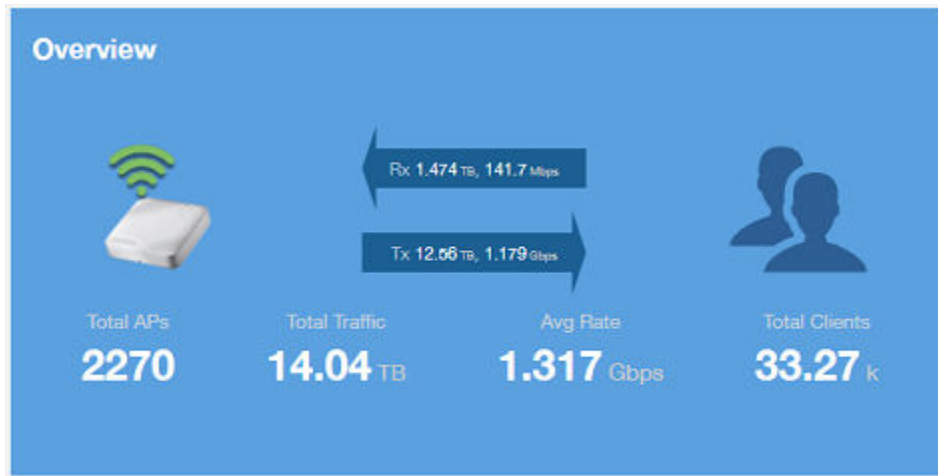 Overview
Rx 1.474 TB, 141.7 Mbps
Tx 12.56 TB, 1.179 Gbps
Total APs
2270
Total Traffic
14.04 TB
Avg Rate
1.317 Gbps
Total Clients
33.27 k